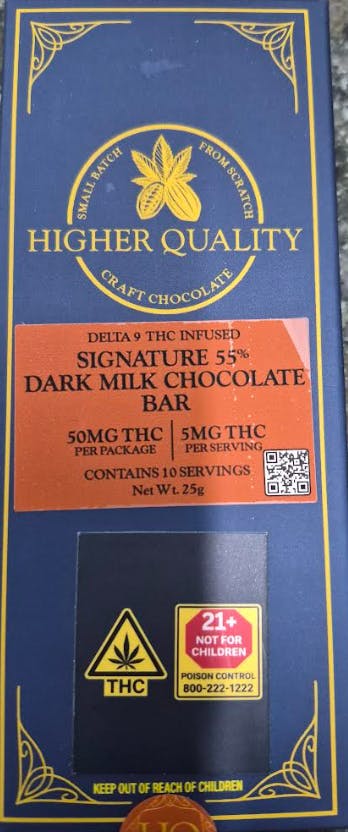 SMALL BATCH
FROM SCRATCH
HIGHER QUALITY
CRAFT CHOCOLATE
DELTA 9 THC INFUSED
SIGNATURE 55%
DARK MILK CHOCOLATE
BAR
50MG THC
PER PACKAGE
5MG THC
PER SERVING
CONTAINS 10 SERVINGS
Net Wt. 25g
THC
21+
NOT FOR
CHILDREN
POISON CONTROL
800-222-1222
KEEP OUT OF REACH OF CHILDREN
HQ